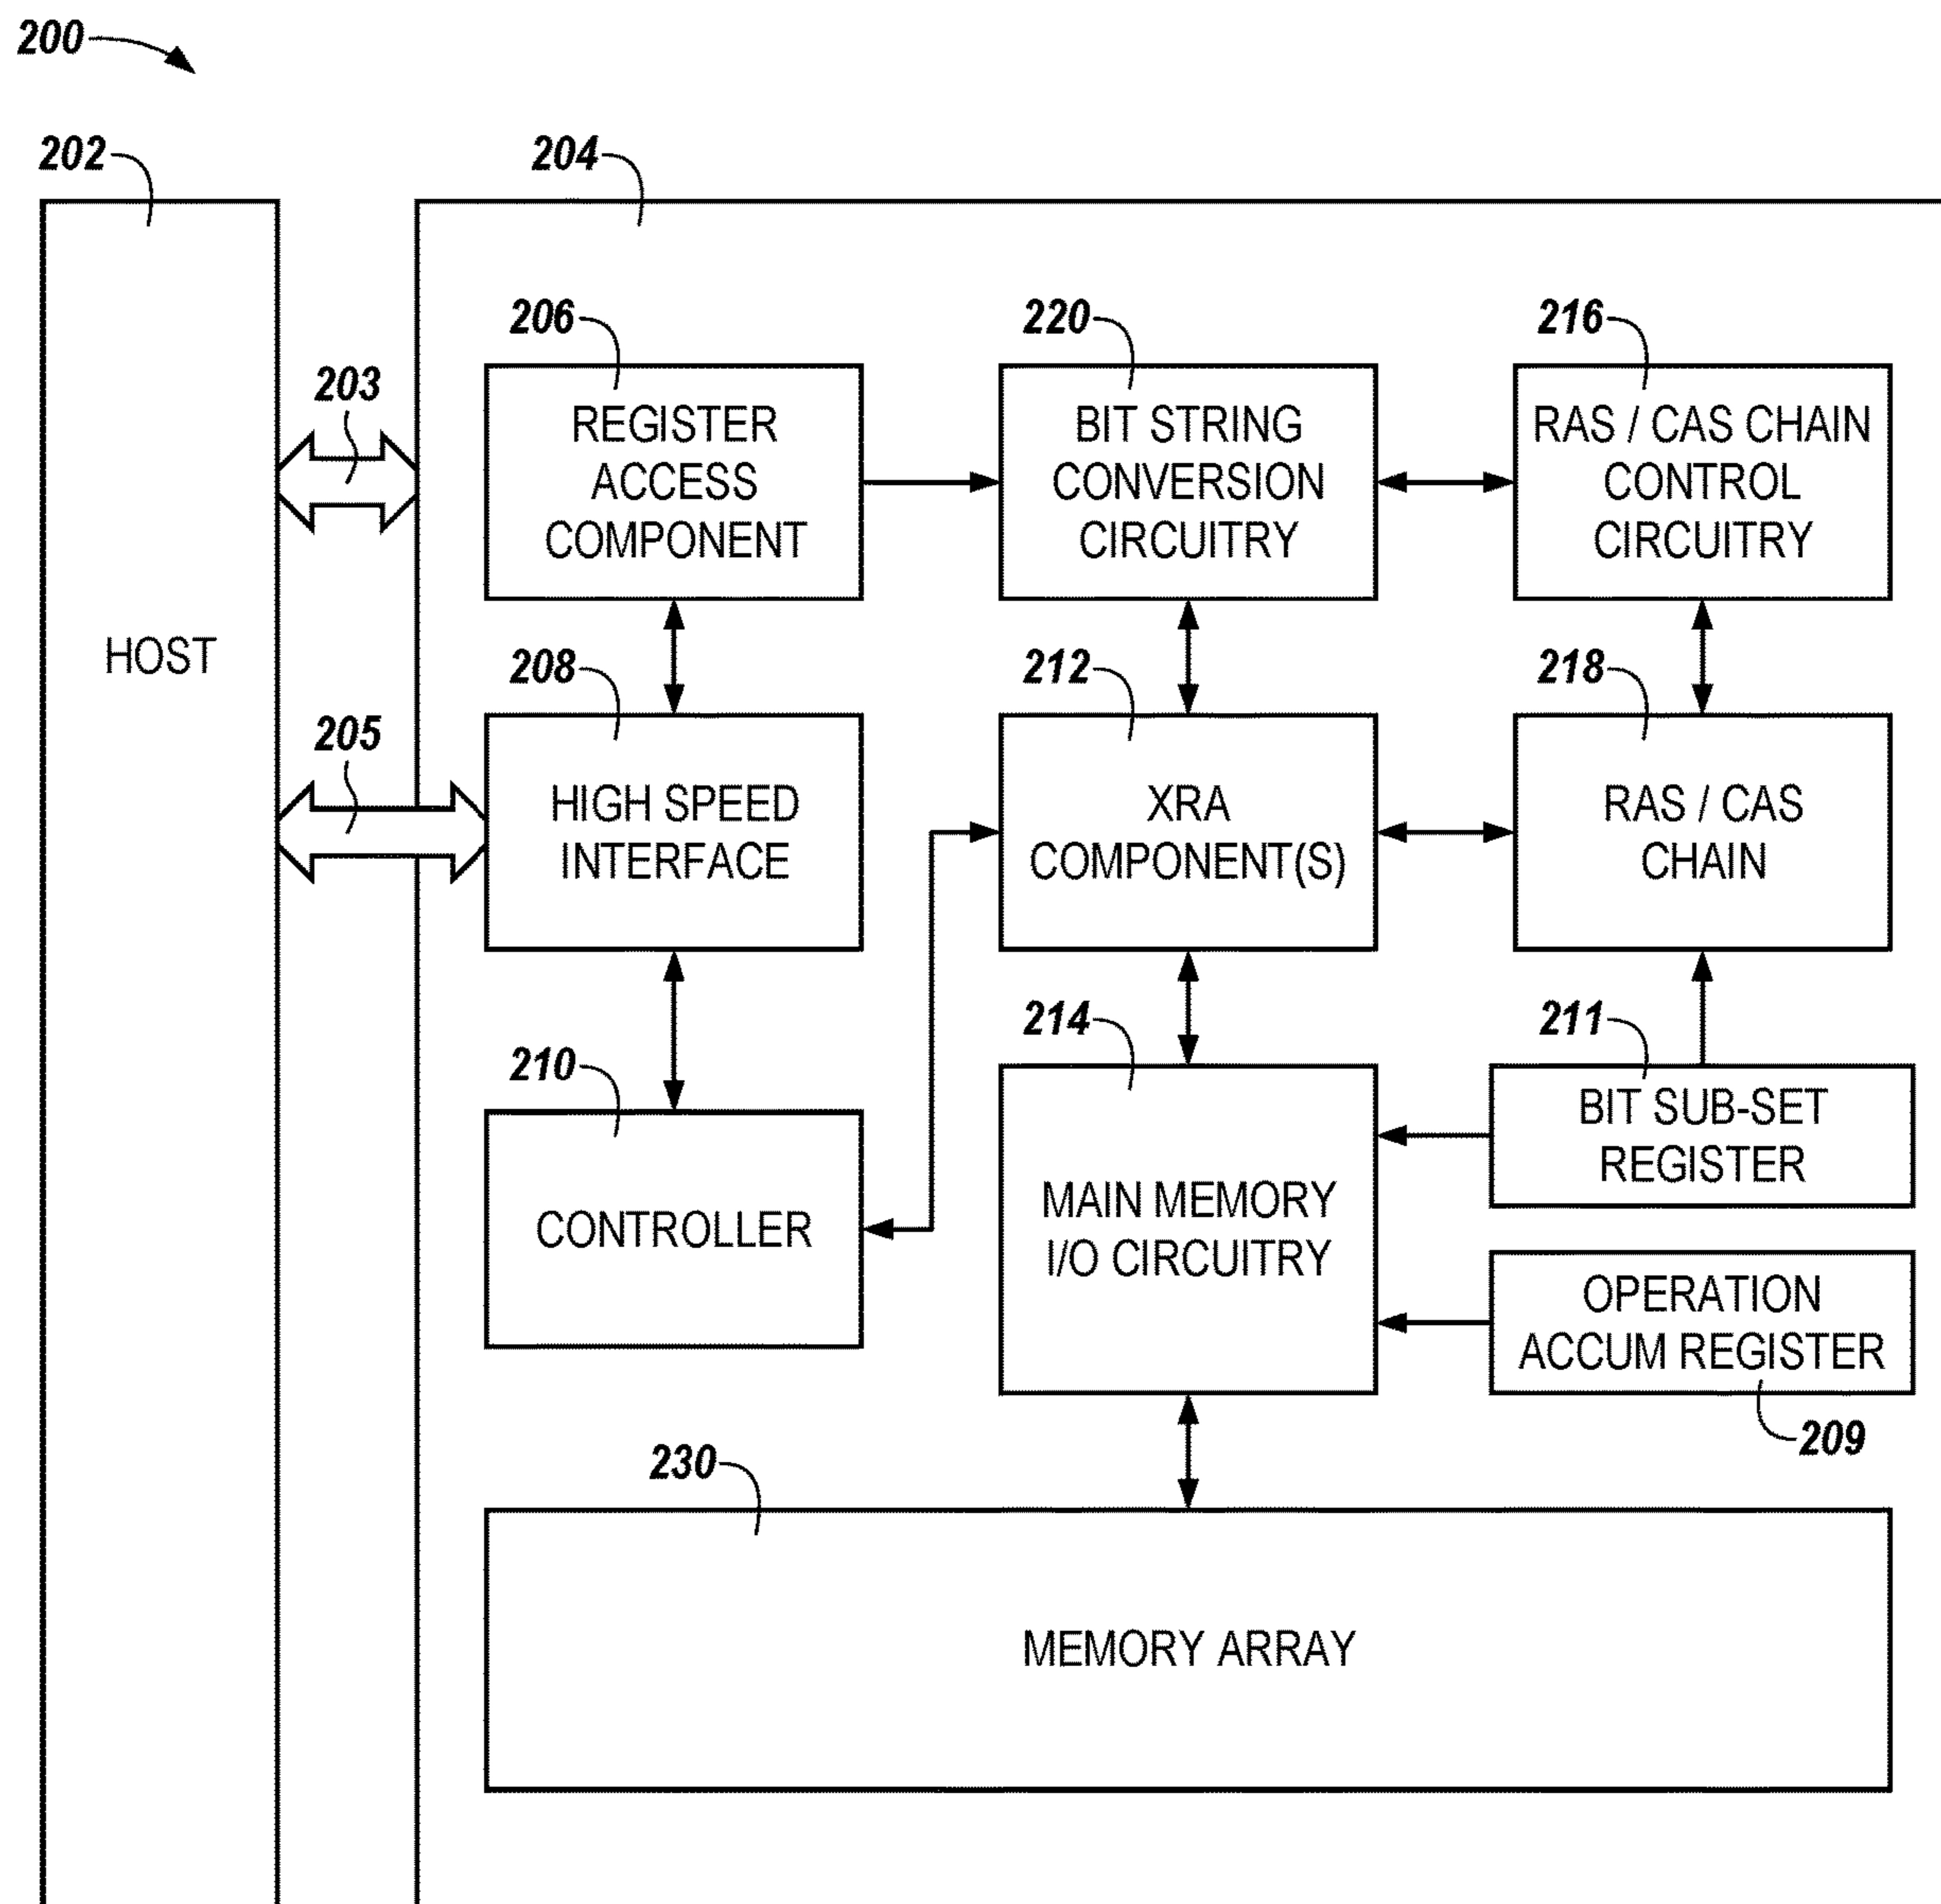 200
202
204
206
220
216
203
REGISTER
ACCESS
COMPONENT
BIT STRING
CONVERSION
CIRCUITRY
RAS / CAS CHAIN
CONTROL
CIRCUITRY
HOST
208
212
218
205
HIGH SPEED
INTERFACE
XRA
COMPONENT(S)
RAS / CAS
CHAIN
210
214
211
CONTROLLER
MAIN MEMORY
I/O CIRCUITRY
BIT SUB-SET
REGISTER
OPERATION
ACCUM REGISTER
209
230
MEMORY ARRAY